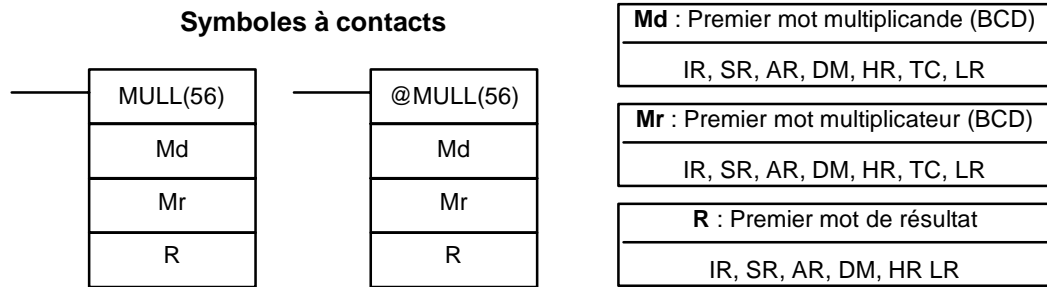 Symboles à contacts
MULL(56)
Md
Mr
R
@MULL(56)
Md
Mr
R
Md : Premier mot multiplicande (BCD)
IR, SR, AR, DM, HR, TC, LR
Mr : Premier mot multiplicateur (BCD)
IR, SR, AR, DM, HR, TC, LR
R : Premier mot de résultat
IR, SR, AR, DM, HR LR